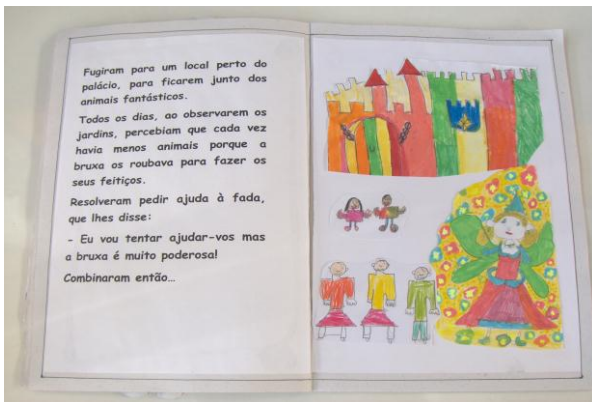 Fugiram para um local perto do
palácio, para ficarem junto dos
animais fantásticos.
Todos os dias, ao observarem os
jardins, percebiam que cada vez
havia menos animais porque a
bruxa os roubava para fazer os
seus feitiços.
Resolveram pedir ajuda à fada,
que lhes disse:
- Eu vou tentar ajudar-vos mas
a bruxa é muito poderosa!
Combinaram então...